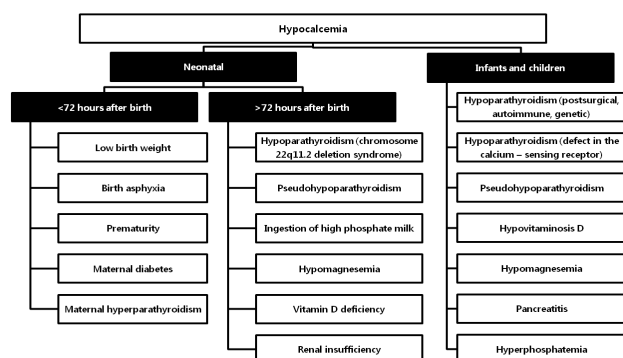 Hypocalcemia
Neonatal
Infants and children
<72 hours after birth
>72 hours after birth
Low birth weight
Birth asphyxia
Prematurity
Maternal diabetes
Maternal hyperparathyroidism
Hypoparathyroidism (chromosome
22q11.2 deletion syndrome)
Pseudohypoparathyroidism
Ingestion of high phosphate milk
Hypomagnesemia
Vitamin D deficiency
Renal insufficiency
Hypoparathyroidism (postsurgical,
autoimmune, genetic)
Hypoparathyroidism (defect in the
calcium – sensing receptor)
Pseudohypoparathyroidism
Hypovitaminosis D
Hypomagnesemia
Pancreatitis
Hyperphosphatemia